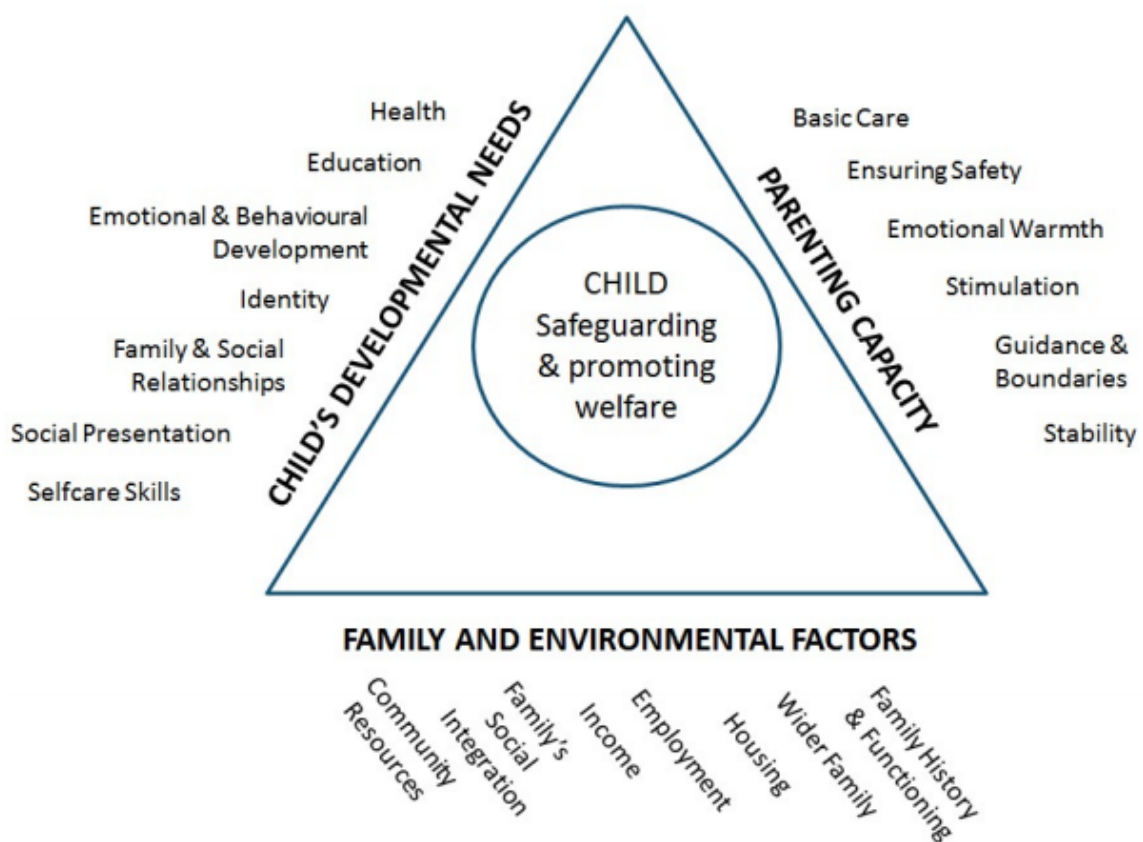 Health
Education
Emotional & Behavioural
Development
Identity
Family & Social
Relationships
Social Presentation
Selfcare Skills
CHILD'S DEVELOPMENTAL NEEDS
CHILD
Safeguarding
& promoting
welfare
PARENTING CAPACITY
Basic Care
Ensuring Safety
Emotional Warmth
Stimulation
Guidance &
Boundaries
Stability
FAMILY AND ENVIRONMENTAL FACTORS
Community
Resources
Family's
Social
Integration
Income
Employment
Housing
Wider Family
Family History
& Functioning